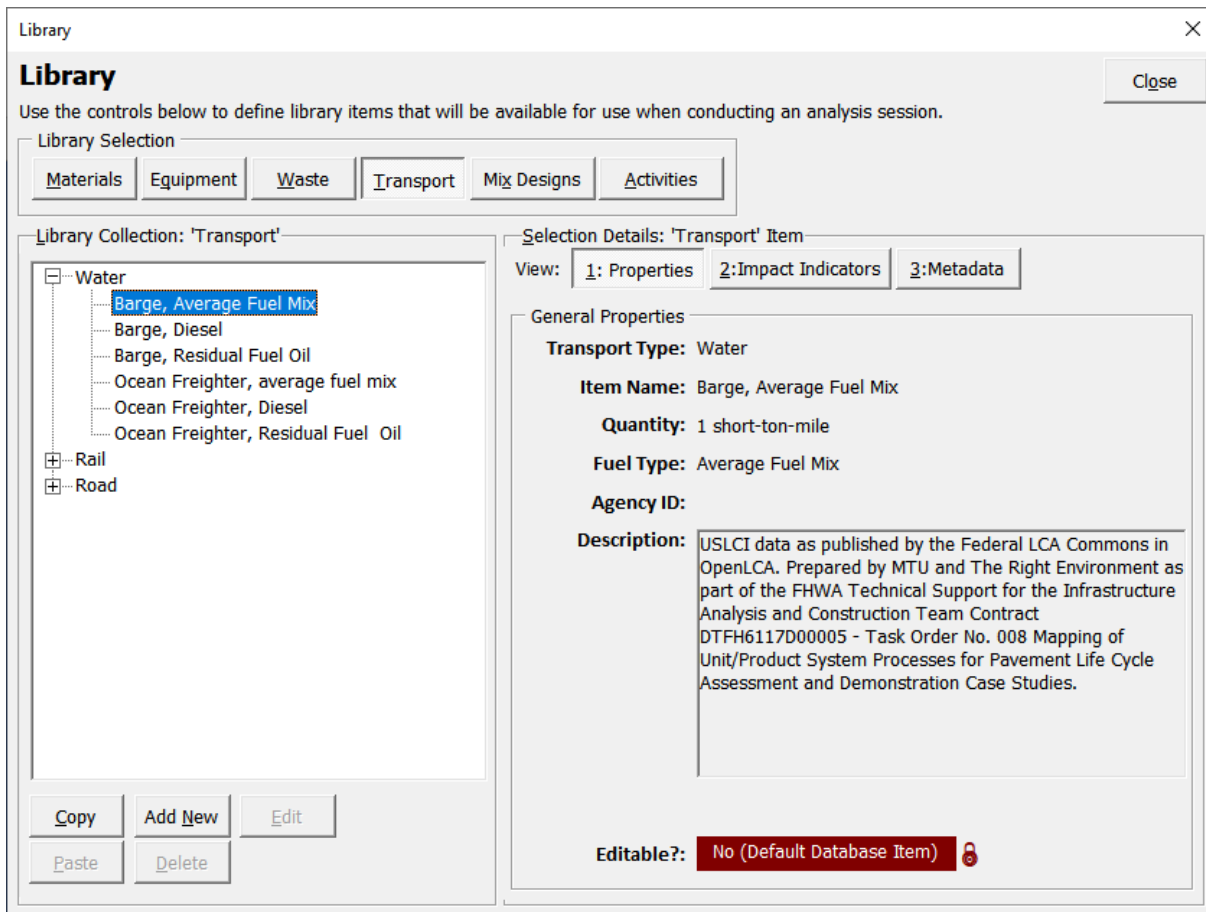 Library
Library
Close
Use the controls below to define library items that will be available for use when conducting an analysis session.
Library Selection
Materials Equipment Waste Transport Mix Designs Activities
Library Collection: 'Transport'
Water
Barge, Average Fuel Mix
Barge, Diesel
Barge, Residual Fuel Oil
Ocean Freighter, average fuel mix
Ocean Freighter, Diesel
Ocean Freighter, Residual Fuel  Oil
Rail
Road
Copy Add New Edit
Paste Delete
Selection Details: 'Transport' Item
View: 1: Properties 2:Impact Indicators 3:Metadata
General Properties
Transport Type: Water
Item Name: Barge, Average Fuel Mix
Quantity: 1 short-ton-mile
Fuel Type: Average Fuel Mix
Agency ID:
Description: USLCI data as published by the Federal LCA Commons in
OpenLCA. Prepared by MTU and The Right Environment as
part of the FHWA Technical Support for the Infrastructure
Analysis and Construction Team Contract
DTFH6117D00005 - Task Order No. 008 Mapping of
Unit/Product System Processes for Pavement Life Cycle
Assessment and Demonstration Case Studies.
Editable?: No (Default Database Item)